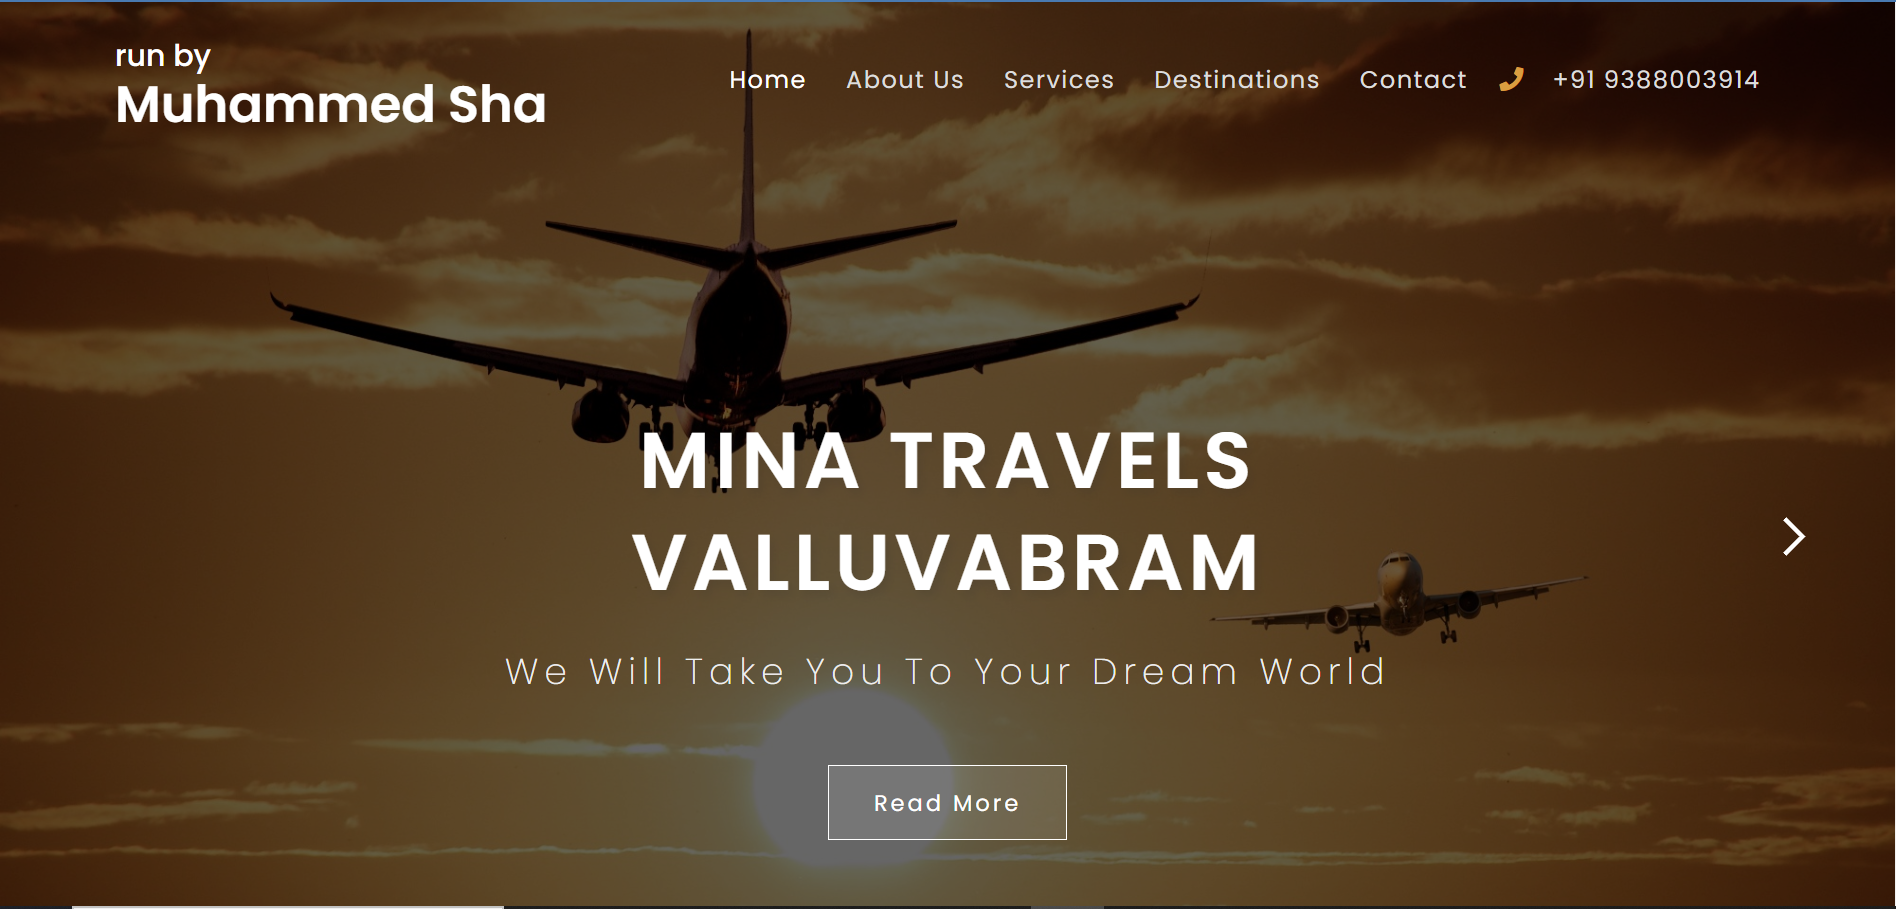 run by
Muhammed Sha
Home About Us Services Destinations Contact +91 9388003914
MINA TRAVELS
VALLUVABRAM
We Will Take You To Your Dream World
Read More